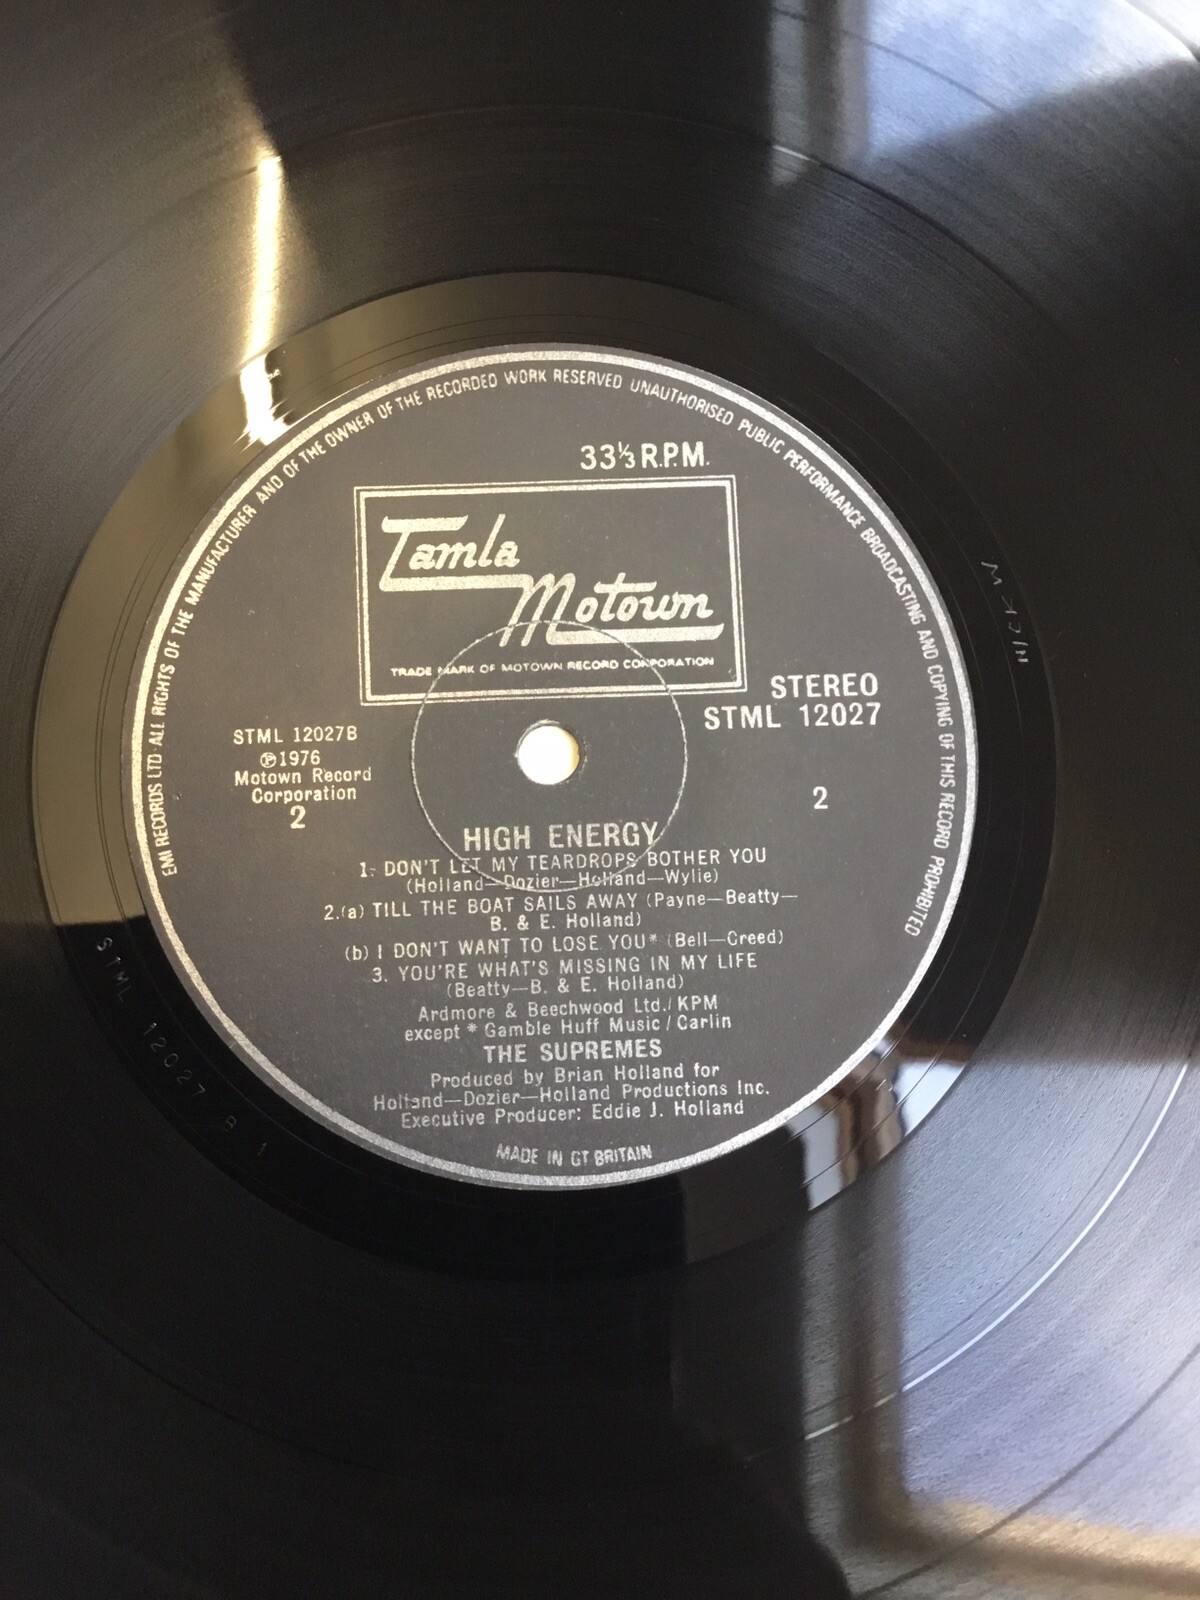 EMI RECORDS LTD·ALL RIGHTS OF THE MANUFACTURER AND OF THE OWNER OF THE RECORDED WORK RESERVED UNAUTHORISED PUBLIC PERFORMANCE BROADCASTING AND COPYING OF THIS RECORD PROHIBITED
33⅓ R.P.M.
Tamla
Motown
TRADE MARK OF MOTOWN RECORD CORPORATION
STEREO
STML 12027
STML 12027B
℗1976
Motown Record
Corporation
2
2
HIGH ENERGY
1. DON'T LET MY TEARDROPS BOTHER YOU
(Holland—Dozier—Holland—Wylie)
2.(a) TILL THE BOAT SAILS AWAY (Payne—Beatty—
B. & E. Holland)
(b) I DON'T WANT TO LOSE YOU* (Bell—Creed)
3. YOU'RE WHAT'S MISSING IN MY LIFE
(Beatty—B. & E. Holland)
Ardmore & Beechwood Ltd./KPM
except * Gamble Huff Music / Carlin
THE SUPREMES
Produced by Brian Holland for
Holland—Dozier—Holland Productions Inc.
Executive Producer: Eddie J. Holland
MADE IN GT BRITAIN
STML 12027 B 1